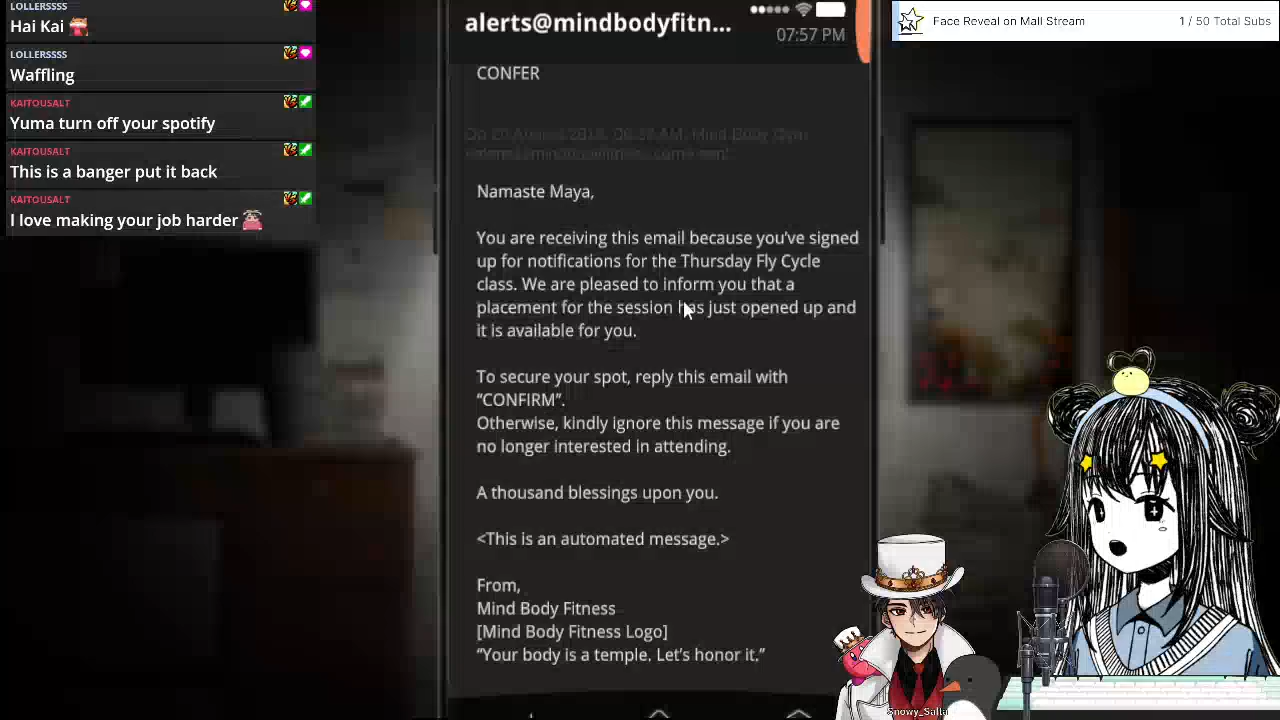 LOLLERSSSS
Hai Kai
LOLLERSSSS
Waffling
KAITOUSALT
Yuma turn off your spotify
KAITOUSALT
This is a banger put it back
KAITOUSALT
I love making your job harder
alerts@mindbodyfitn...
07:57 PM
CONFER
Namaste Maya,
You are receiving this email because you've signed
up for notifications for the Thursday Fly Cycle
class. We are pleased to inform you that a
placement for the session has just opened up and
it is available for you.
To secure your spot, reply this email with
“CONFIRM”.
Otherwise, kindly ignore this message if you are
no longer interested in attending.
A thousand blessings upon you.
<This is an automated message.>
From,
Mind Body Fitness
[Mind Body Fitness Logo]
“Your body is a temple. Let's honor it.”
Face Reveal on Mall Stream
1 / 50 Total Subs